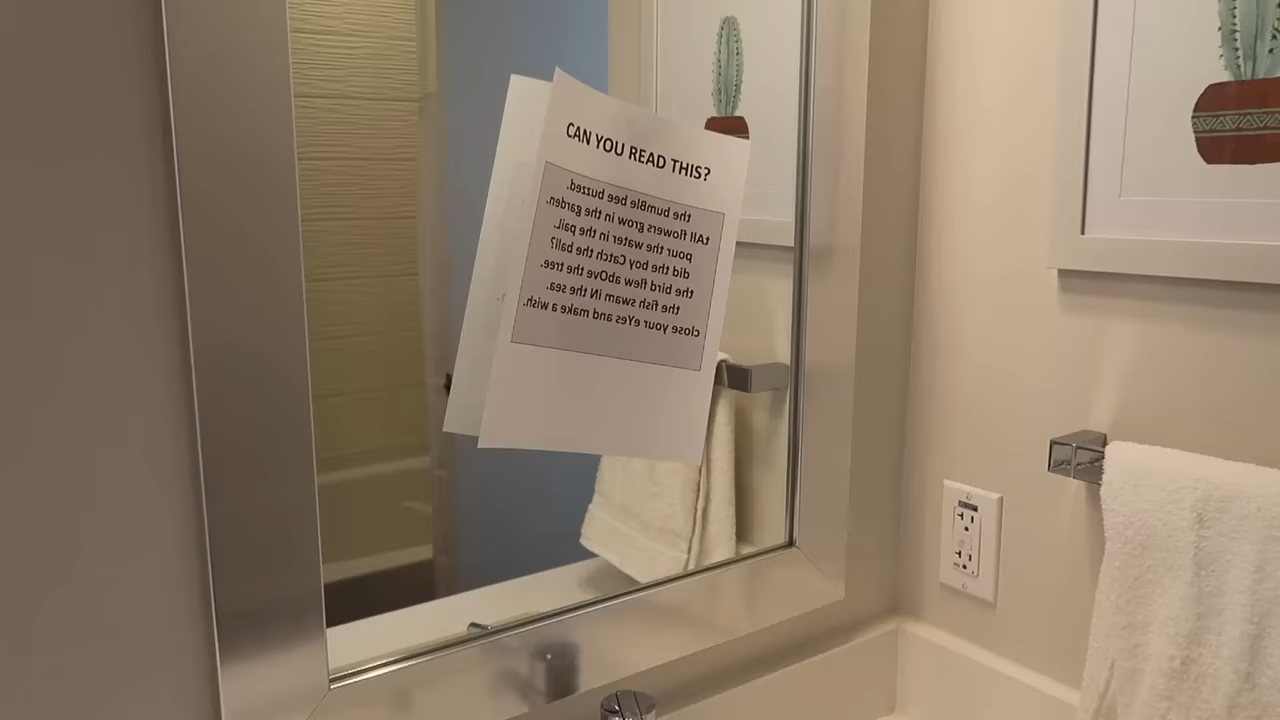 CAN YOU READ THIS?
the bumBle bee buzzed.
tAll flowers grow in the garden.
pour the water in the pail.
did the boy Catch the ball?
the bird flew abOve the tree.
the fish swam iN the sea.
close your eYes and make a wish.